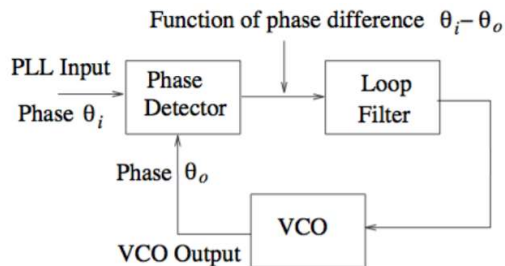 Function of phase difference θi– θo
PLL Input
Phase θi
Phase
Detector
Loop
Filter
Phase θo
VCO
VCO Output